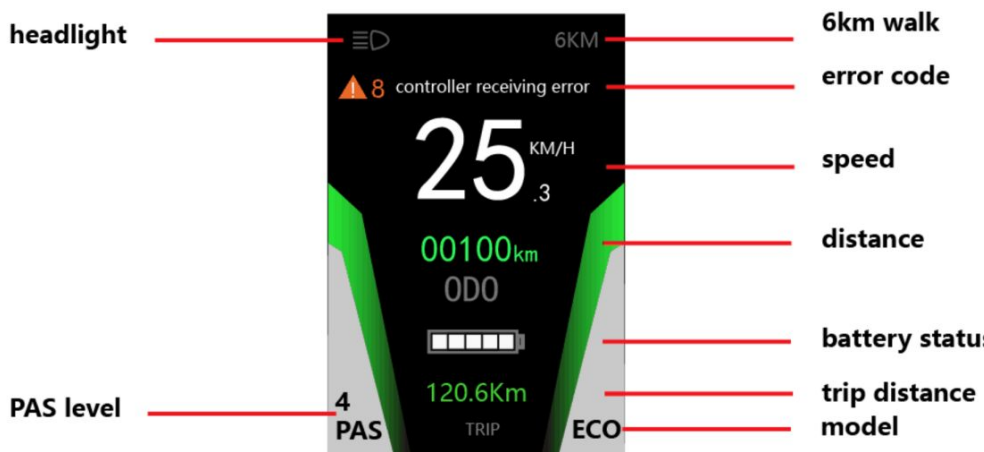 headlight
6KM
6km walk
8 controller receiving error
error code
25.3 KM/H
speed
00100km
ODO
distance
battery status
120.6Km
trip distance
4
PAS
PAS level
TRIP
ECO
model